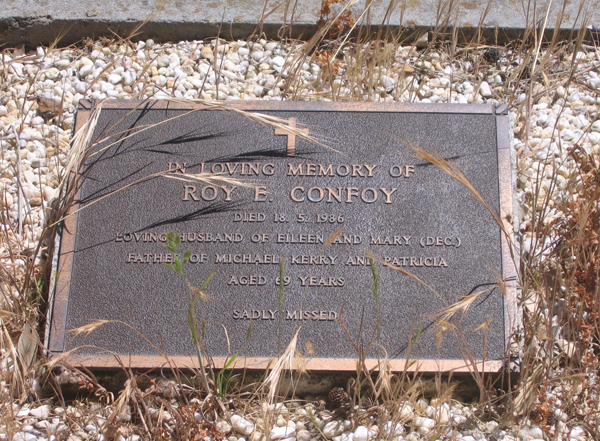 IN LOVING MEMORY OF
ROY E. CONFOY
DIED 18. 5. 1986
LOVING HUSBAND OF EILEEN AND MARY (DEC.)
FATHER OF MICHAEL, KERRY AND PATRICIA
AGED 69 YEARS
SADLY MISSED